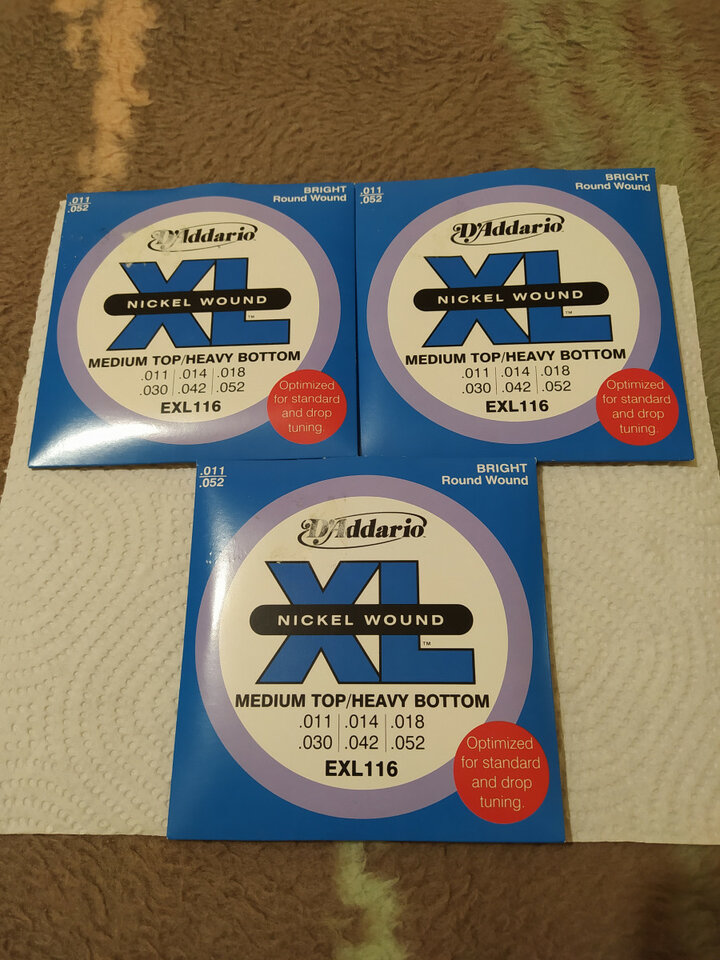 .011
.052
BRIGHT
Round Wound
D'Addario
XL
NICKEL WOUND
™
MEDIUM TOP/HEAVY BOTTOM
.011 .014 .018
.030 .042 .052
EXL116
Optimized
for standard
and drop
tuning.
.011
.052
BRIGHT
Round Wound
D'Addario
XL
NICKEL WOUND
™
MEDIUM TOP/HEAVY BOTTOM
.011 .014 .018
.030 .042 .052
EXL116
Optimized
for standard
and drop
tuning.
.011
.052
BRIGHT
Round Wound
D'Addario
XL
NICKEL WOUND
™
MEDIUM TOP/HEAVY BOTTOM
.011 .014 .018
.030 .042 .052
EXL116
Optimized
for standard
and drop
tuning.